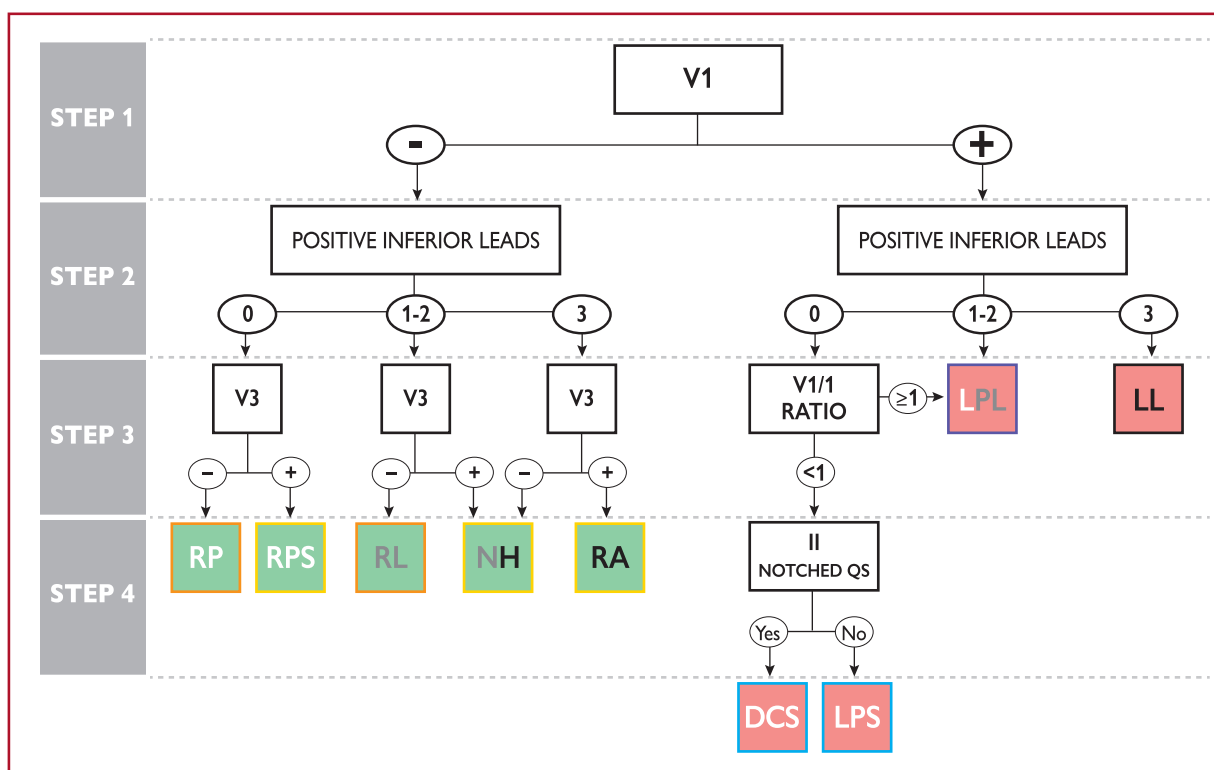 STEP 1
V1
-
+
STEP 2
POSITIVE INFERIOR LEADS
POSITIVE INFERIOR LEADS
0
1-2
3
0
1-2
3
STEP 3
V3
V3
V3
V1/1
RATIO
≥1
LPL
LL
−
+
−
+
−
+
<1
STEP 4
RP
RPS
RL
NH
RA
II
NOTCHED QS
Yes
No
DCS
LPS